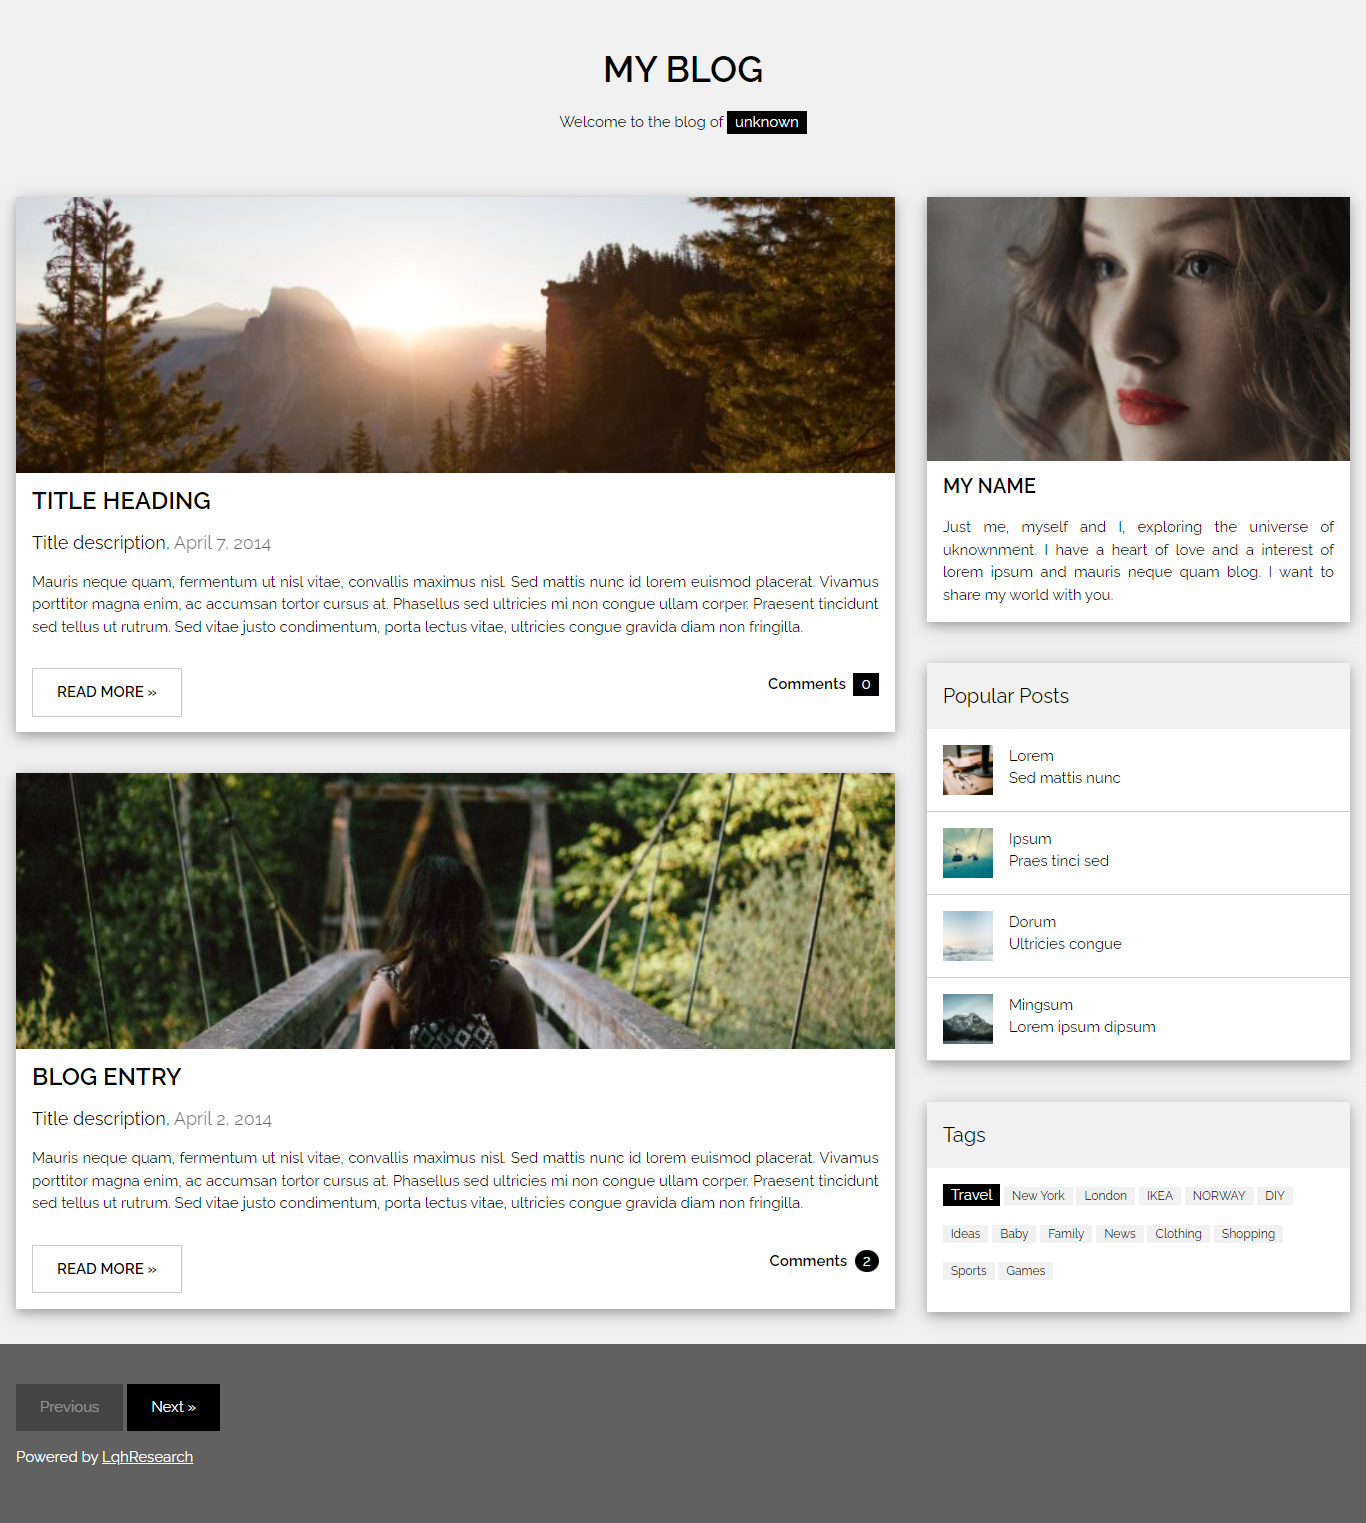 MY BLOG
Welcome to the blog of unknown
TITLE HEADING
Title description, April 7, 2014
Mauris neque quam, fermentum ut nisl vitae, convallis maximus nisl. Sed mattis nunc id lorem euismod placerat. Vivamus
porttitor magna enim, ac accumsan tortor cursus at. Phasellus sed ultricies mi non congue ullam corper. Praesent tincidunt
sed tellus ut rutrum. Sed vitae justo condimentum, porta lectus vitae, ultricies congue gravida diam non fringilla.
READ MORE »
Comments 0
BLOG ENTRY
Title description, April 2, 2014
Mauris neque quam, fermentum ut nisl vitae, convallis maximus nisl. Sed mattis nunc id lorem euismod placerat. Vivamus
porttitor magna enim, ac accumsan tortor cursus at. Phasellus sed ultricies mi non congue ullam corper. Praesent tincidunt
sed tellus ut rutrum. Sed vitae justo condimentum, porta lectus vitae, ultricies congue gravida diam non fringilla.
READ MORE »
Comments 2
MY NAME
Just me, myself and I, exploring the universe of
uknownment. I have a heart of love and a interest of
lorem ipsum and mauris neque quam blog. I want to
share my world with you.
Popular Posts
Lorem
Sed mattis nunc
Ipsum
Praes tinci sed
Dorum
Ultricies congue
Mingsum
Lorem ipsum dipsum
Tags
Travel New York London IKEA NORWAY DIY
Ideas Baby Family News Clothing Shopping
Sports Games
Previous Next »
Powered by LqhResearch